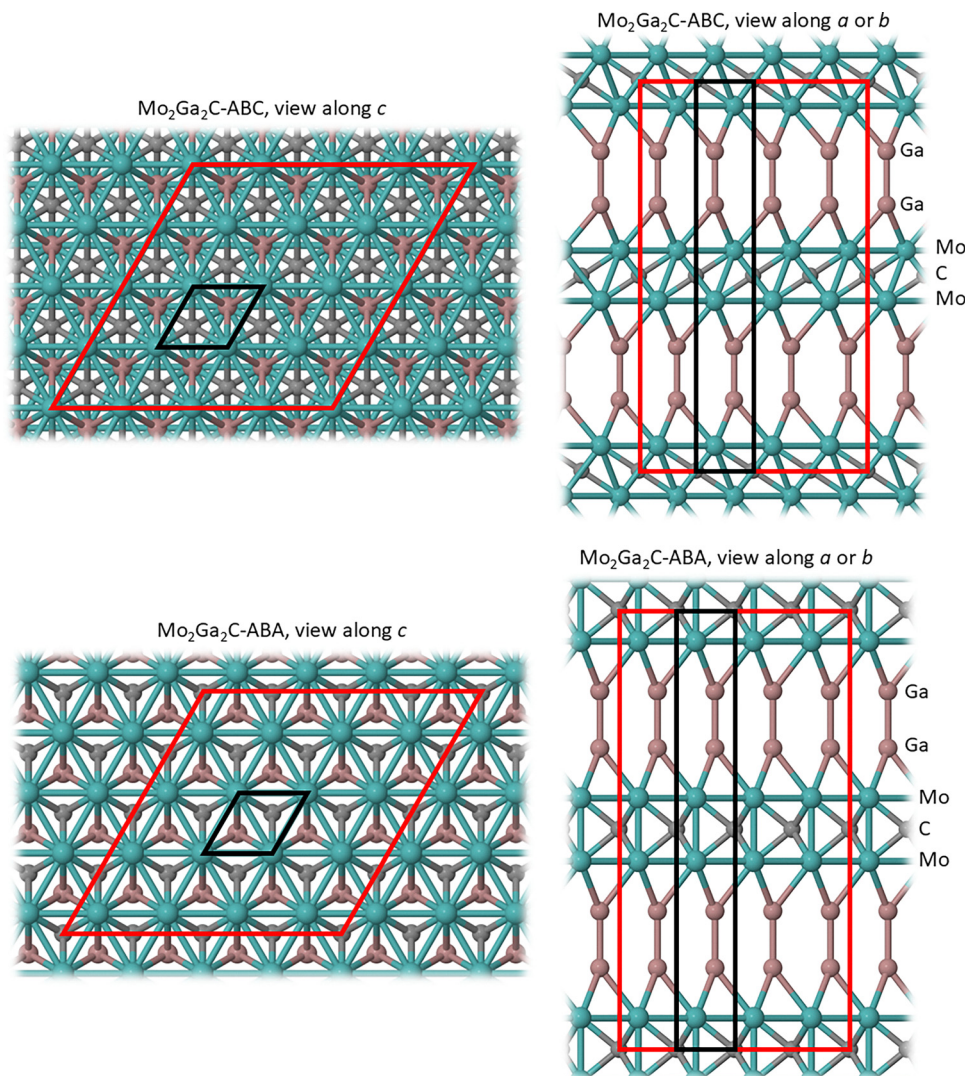 Mo₂Ga₂C-ABC, view along a or b
Mo₂Ga₂C-ABC, view along c
Ga
Ga
Mo
C
Mo
Mo₂Ga₂C-ABA, view along a or b
Mo₂Ga₂C-ABA, view along c
Ga
Ga
Mo
C
Mo